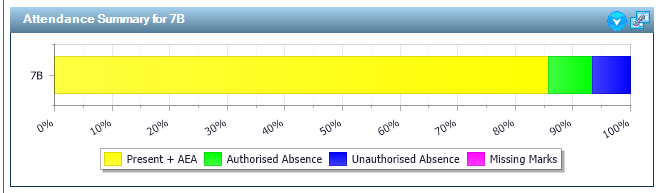 Attendance Summary for 7B
7B
0% 10% 20% 30% 40% 50% 60% 70% 80% 90% 100%
Present + AEA Authorised Absence Unauthorised Absence Missing Marks